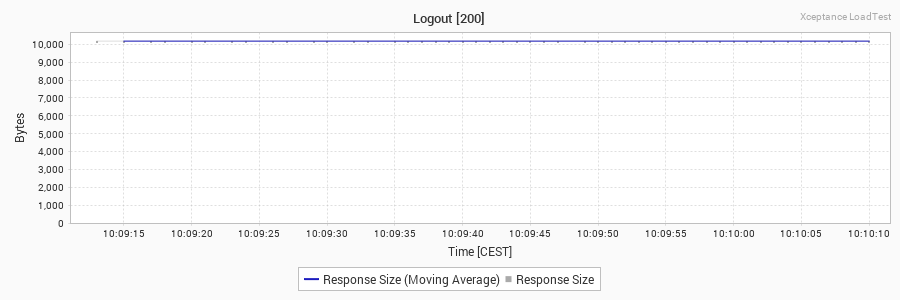 Logout [200]
Xceptance LoadTest
10,000
9,000
8,000
7,000
6,000
5,000
4,000
3,000
2,000
1,000
0
Bytes
10:09:15 10:09:20 10:09:25 10:09:30 10:09:35 10:09:40 10:09:45 10:09:50 10:09:55 10:10:00 10:10:05 10:10:10
Time [CEST]
Response Size (Moving Average) Response Size